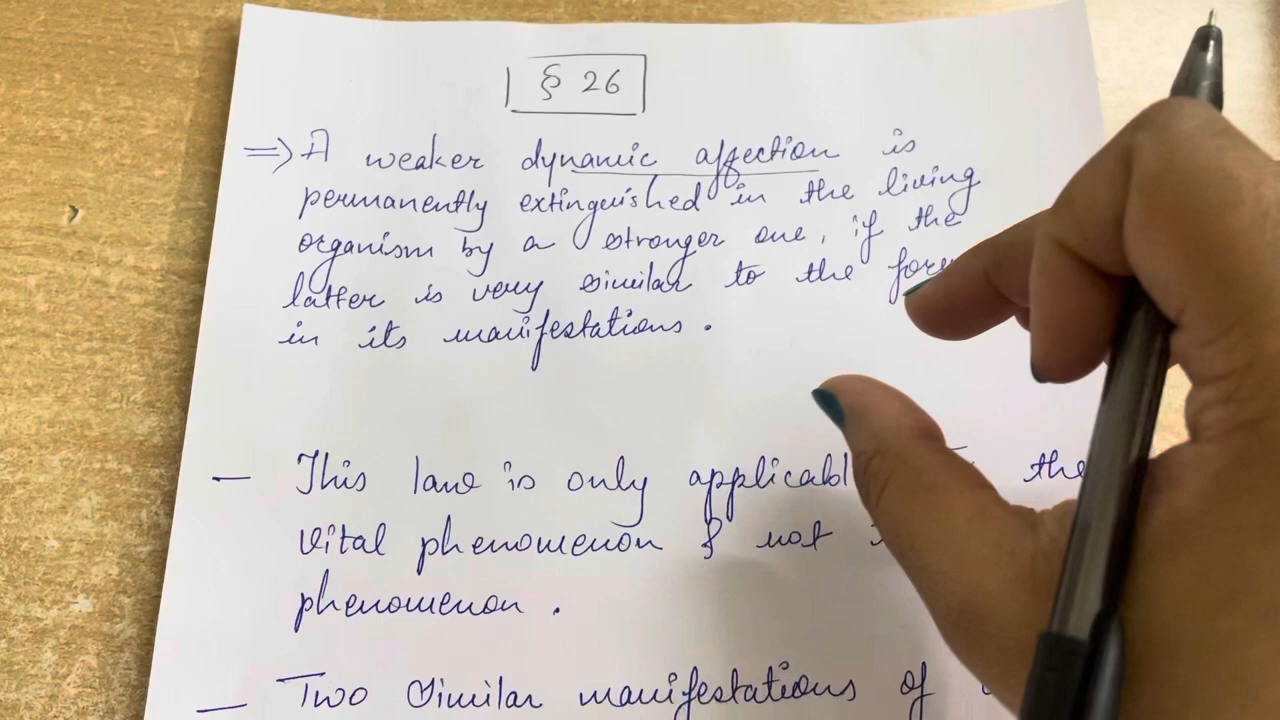 § 26
⇒ A weaker dynamic affection is
permanently extinguished in the living
organism by a stronger one, if the
latter is very similar to the
in its manifestations.
— This law is only the
vital phenomenon & not
phenomenon.
— Two Similar manifestations of